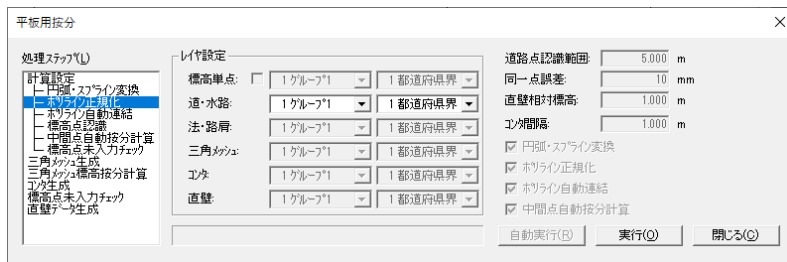 平板用按分
処理ステップ(L)
計算設定
円弧・スプライン変換
ポリライン正規化
ポリライン自動連結
標高点認識
中間点自動按分計算
標高点未入力チェック
三角メッシュ生成
三角メッシュ標高按分計算
コンタ生成
標高点未入力チェック
直壁データ生成
レイヤ設定
標高単点: 1 グループ1 1 都道府県界
道・水路: 1 グループ1 1 都道府県界
法・路肩: 1 グループ1 1 都道府県界
三角メッシュ: 1 グループ1 1 都道府県界
コンタ: 1 グループ1 1 都道府県界
直壁: 1 グループ1 1 都道府県界
道路点認識範囲: 5.000 m
同一点誤差: 10 mm
直壁相対標高: 1.000 m
コンタ間隔: 1.000 m
円弧・スプライン変換
ポリライン正規化
ポリライン自動連結
中間点自動按分計算
自動実行(R) 実行(O) 閉じる(C)